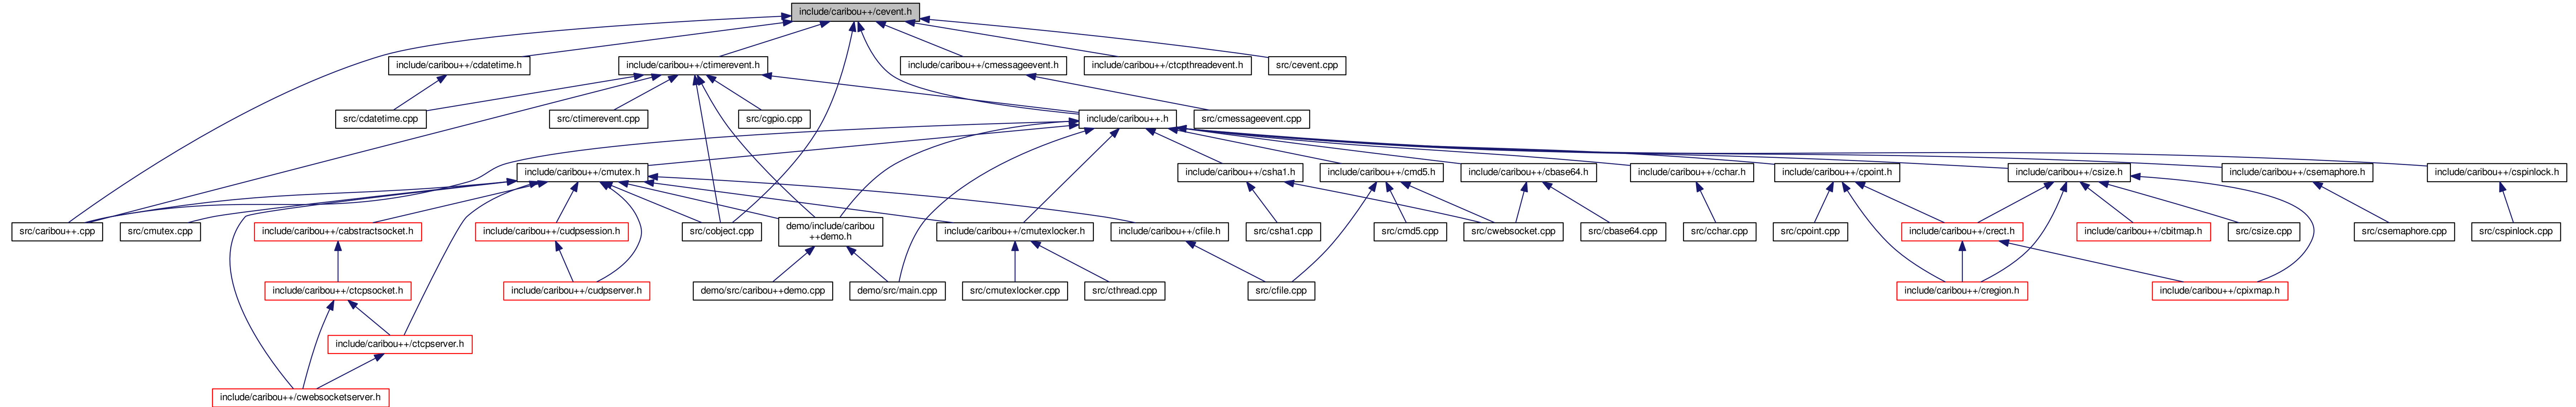 include/caribou++/cevent.h
include/caribou++/cdatetime.h
include/caribou++/ctimerevent.h
include/caribou++/cmessageevent.h
include/caribou++/ctcpthreadevent.h
src/cevent.cpp
src/cdatetime.cpp
src/ctimerevent.cpp
src/cgpio.cpp
include/caribou++.h
src/cmessageevent.cpp
include/caribou++/cmutex.h
include/caribou++/csha1.h
include/caribou++/cmd5.h
include/caribou++/cbase64.h
include/caribou++/cchar.h
include/caribou++/cpoint.h
include/caribou++/csize.h
include/caribou++/csemaphore.h
include/caribou++/cspinlock.h
src/caribou++.cpp
src/cmutex.cpp
include/caribou++/cabstractsocket.h
include/caribou++/cudpsession.h
src/cobject.cpp
demo/include/caribou
++demo.h
include/caribou++/cmutexlocker.h
include/caribou++/cfile.h
src/csha1.cpp
src/cmd5.cpp
src/cwebsocket.cpp
src/cbase64.cpp
src/cchar.cpp
src/cpoint.cpp
include/caribou++/crect.h
include/caribou++/cbitmap.h
src/csize.cpp
src/csemaphore.cpp
src/cspinlock.cpp
include/caribou++/ctcpsocket.h
include/caribou++/cudpserver.h
demo/src/caribou++demo.cpp
demo/src/main.cpp
src/cmutexlocker.cpp
src/cthread.cpp
src/cfile.cpp
include/caribou++/cregion.h
include/caribou++/cpixmap.h
include/caribou++/ctcpserver.h
include/caribou++/cwebsocketserver.h